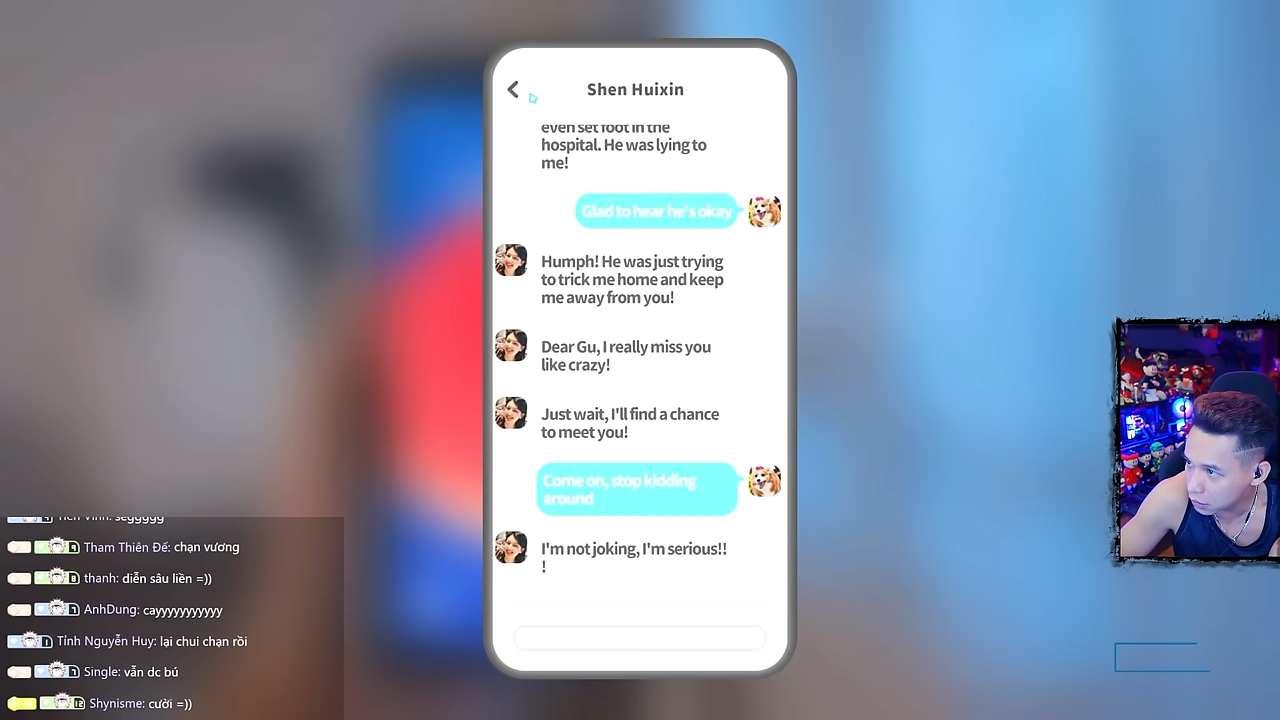 Shen Huixin
even set foot in the
hospital. He was lying to
me!
Glad to hear he's okay
Humph! He was just trying
to trick me home and keep
me away from you!
Dear Gu, I really miss you
like crazy!
Just wait, I'll find a chance
to meet you!
Come on, stop kidding
around
I'm not joking, I'm serious!!
!
Tiến Vinh: seggggg
Tham Thiên Đế: chạn vương
thanh: diễn sâu liền =))
AnhDung: cayyyyyyyyyyy
Tỉnh Nguyễn Huy: lại chui chạn rồi
Single: vẫn dc bú
Shynisme: cười =))